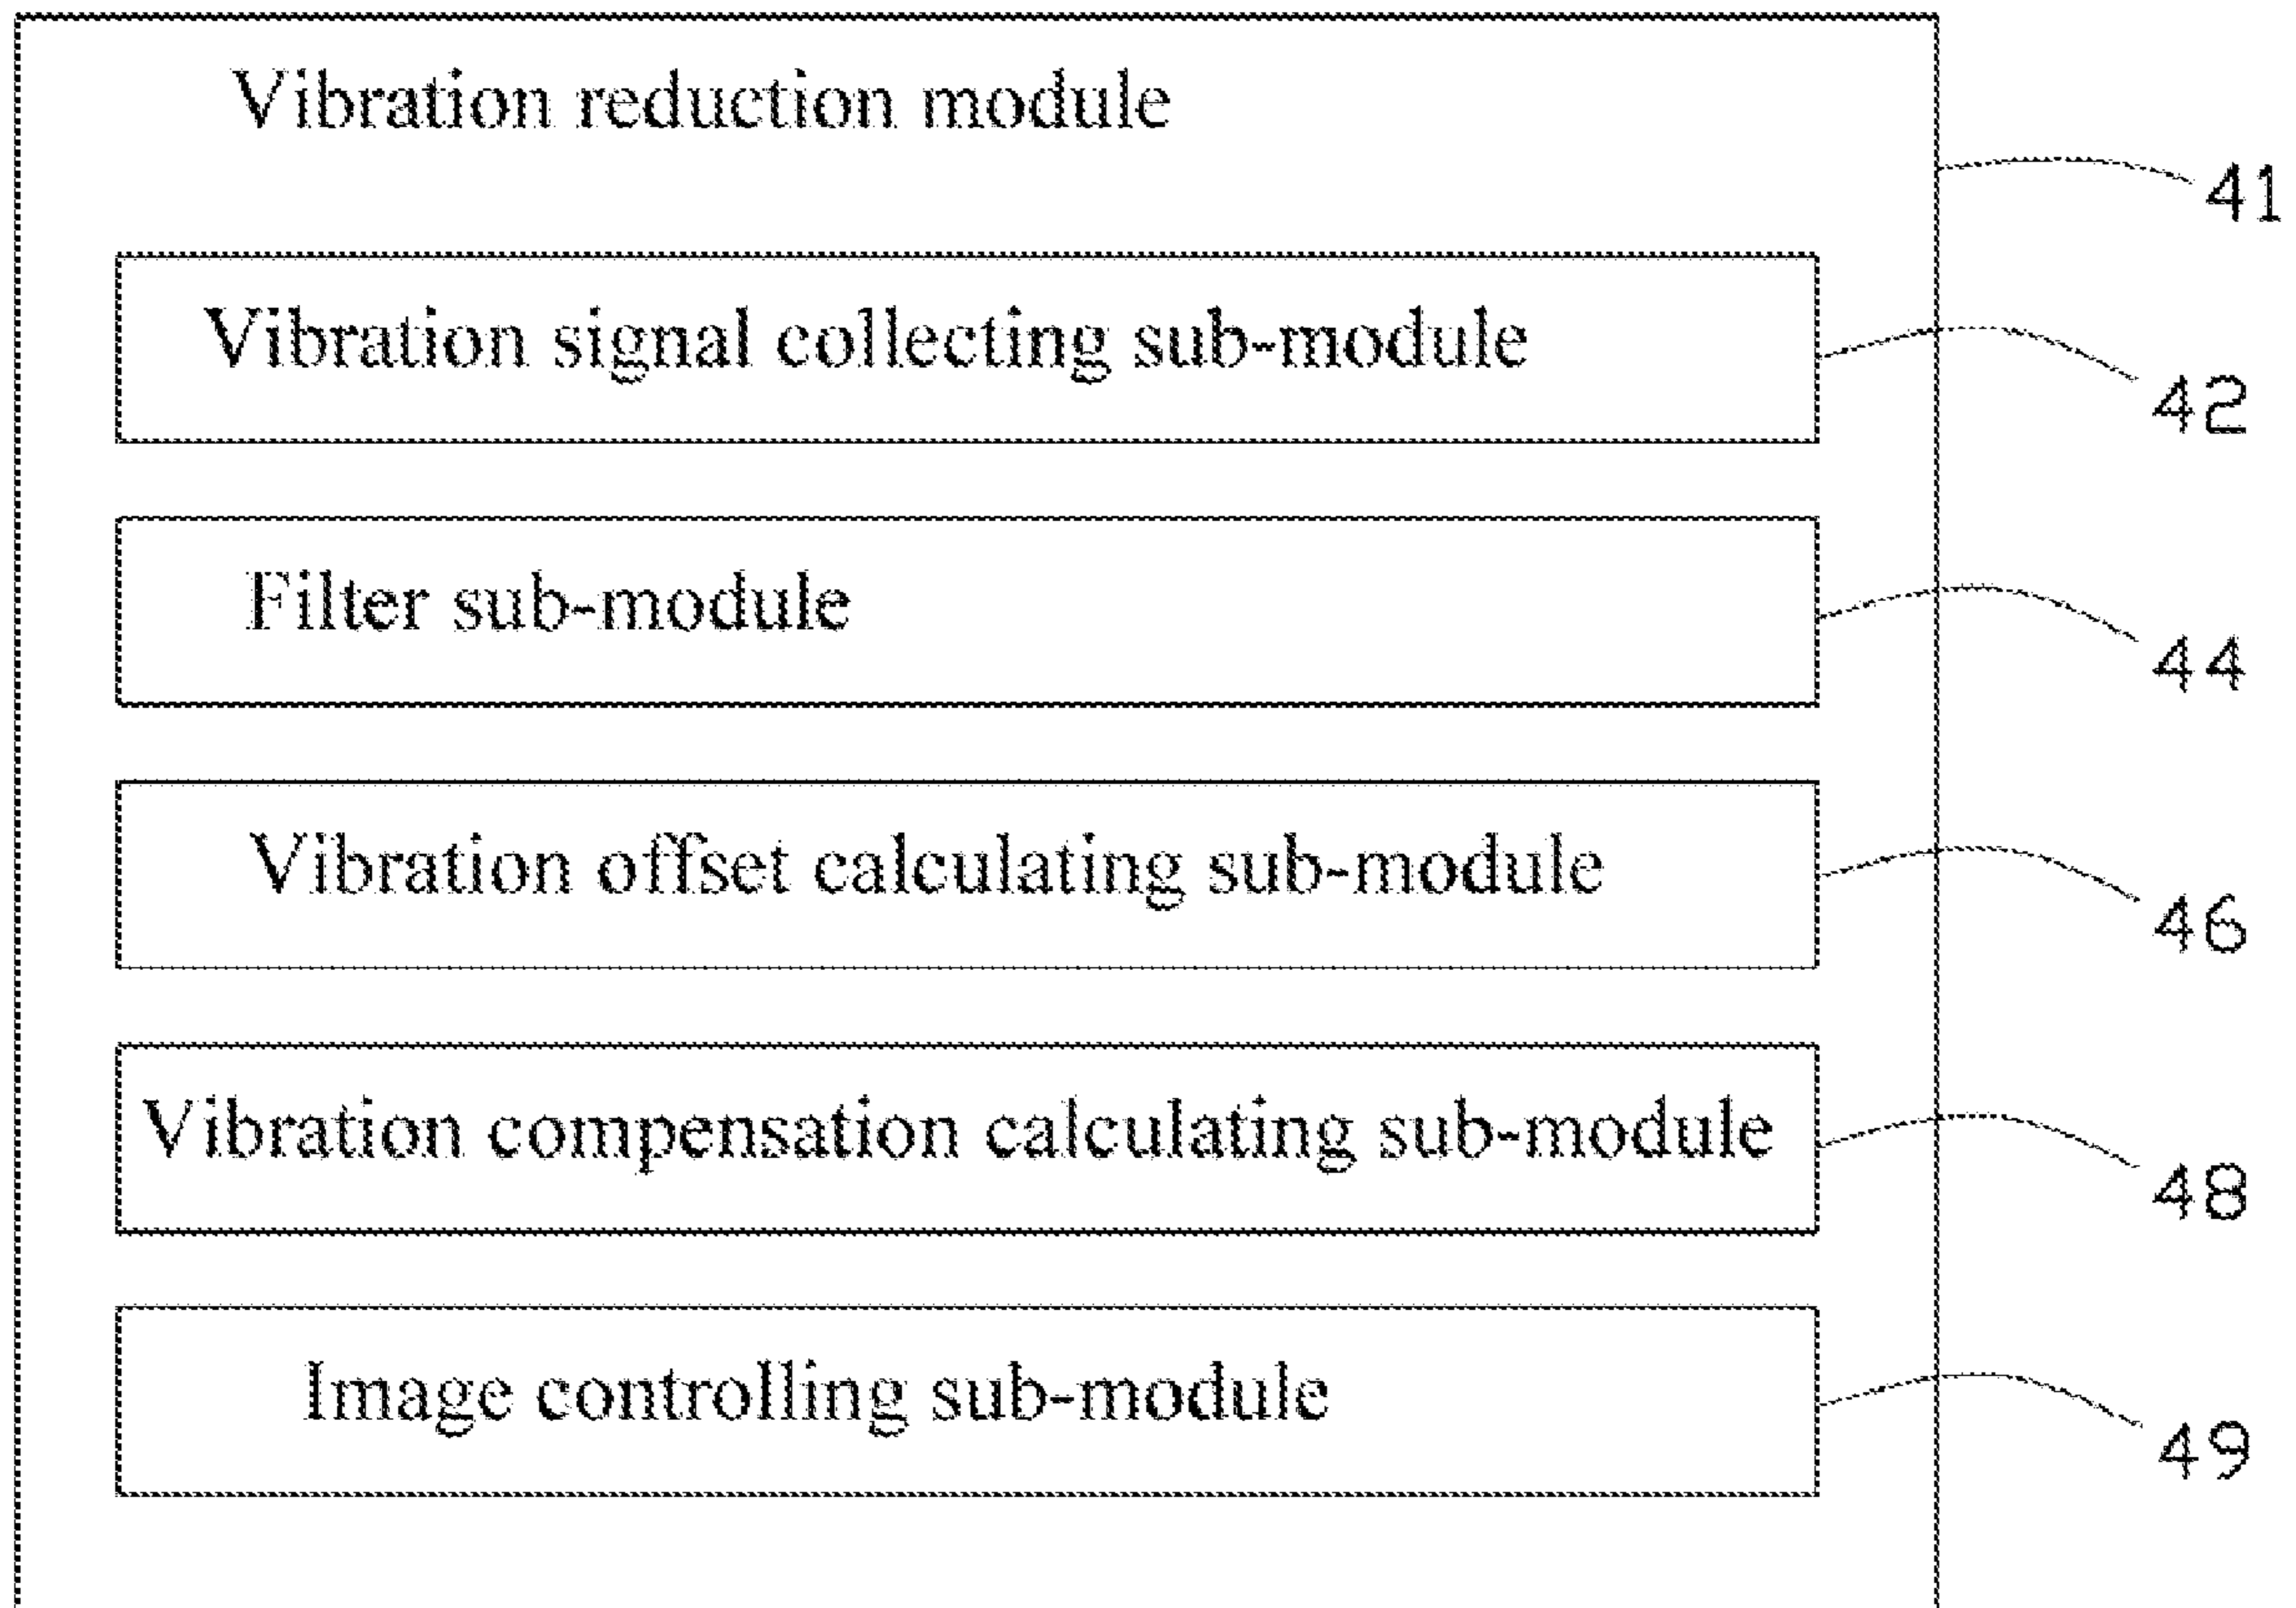 Vibration reduction module
41
Vibration signal collecting sub-module
42
Filter sub-module
44
Vibration offset calculating sub-module
46
Vibration compensation calculating sub-module
48
Image controlling sub-module
49